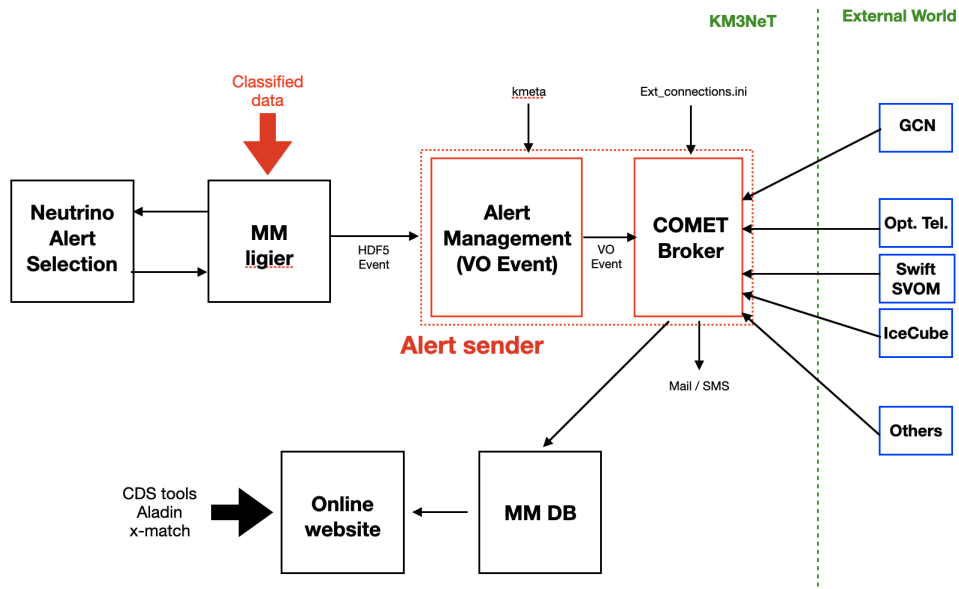 KM3NeT
External World
Classified
data
kmeta
Ext_connections.ini
GCN
Neutrino
Alert
Selection
MM
ligier
HDF5
Event
Alert
Management
(VO Event)
VO
Event
COMET
Broker
Opt. Tel.
Swift
SVOM
IceCube
Alert sender
Mail / SMS
Others
CDS tools
Aladin
x-match
Online
website
MM DB